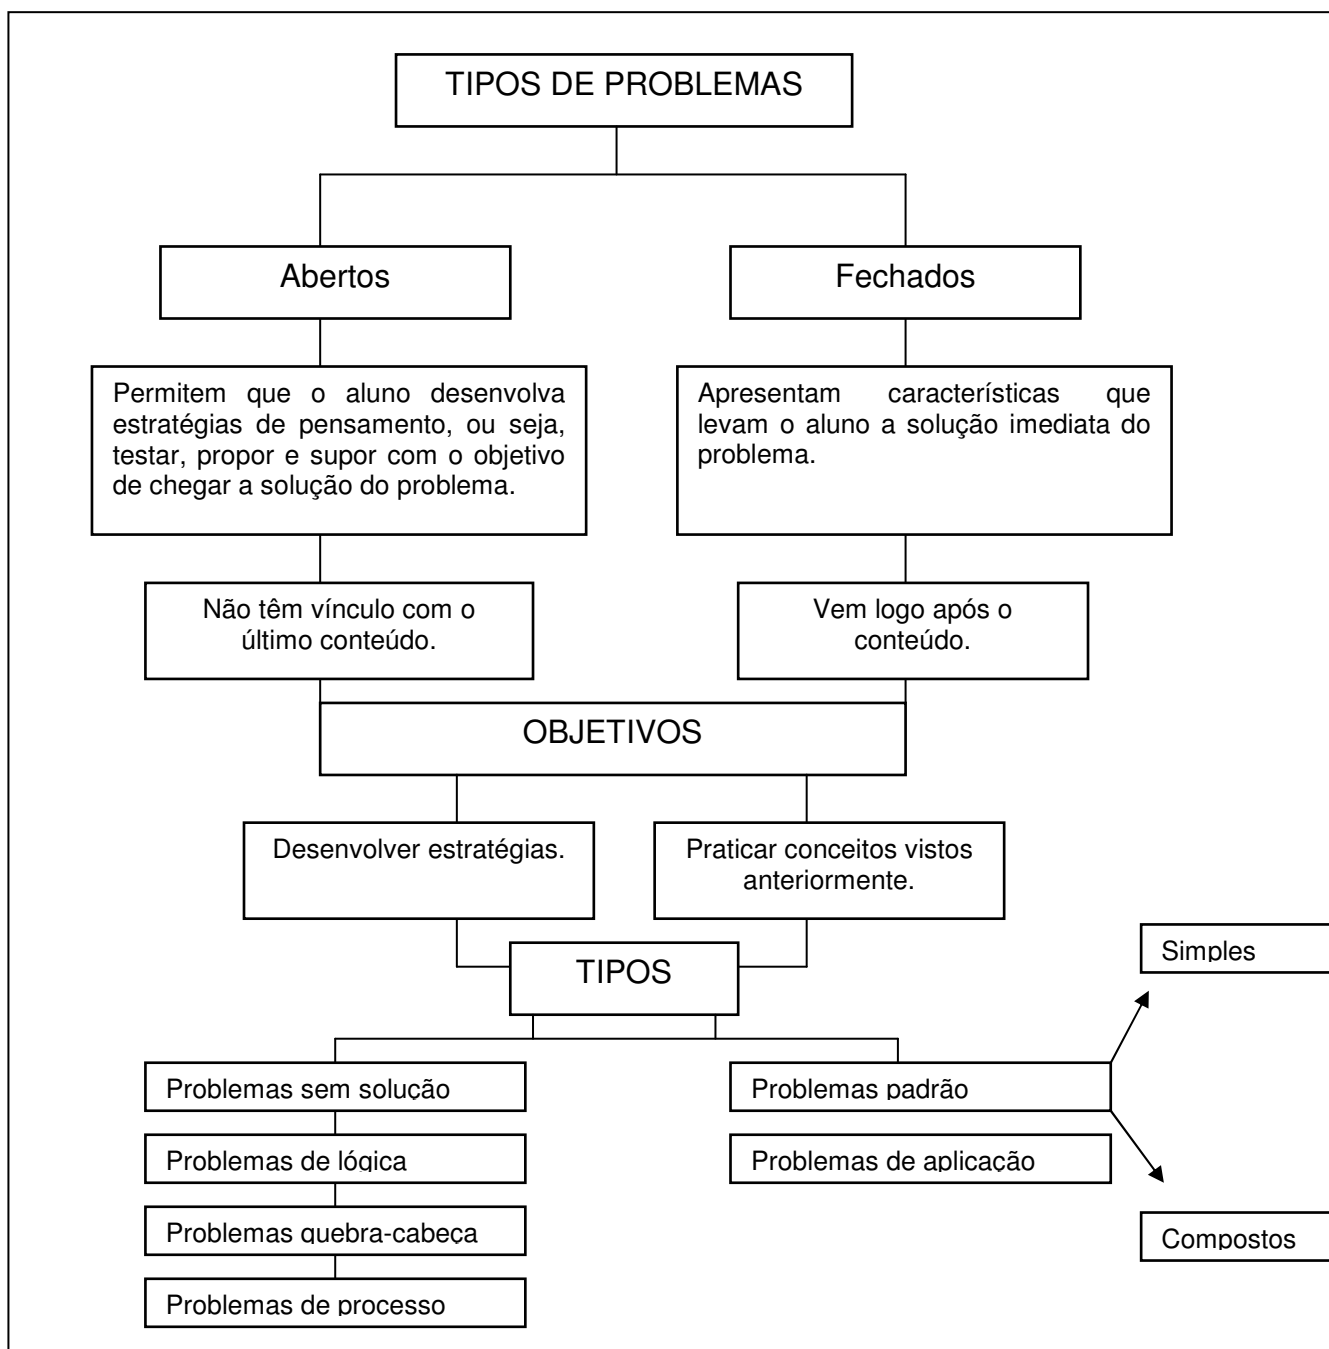 TIPOS DE PROBLEMAS
Abertos
Fechados
Permitem que o aluno desenvolva
estratégias de pensamento, ou seja,
testar, propor e supor com o objetivo
de chegar a solução do problema.
Apresentam características que
levam o aluno a solução imediata do
problema.
Não têm vínculo com o
último conteúdo.
Vem logo após o
conteúdo.
OBJETIVOS
Desenvolver estratégias.
Praticar conceitos vistos
anteriormente.
TIPOS
Simples
Problemas sem solução
Problemas padrão
Problemas de lógica
Problemas de aplicação
Problemas quebra-cabeça
Compostos
Problemas de processo